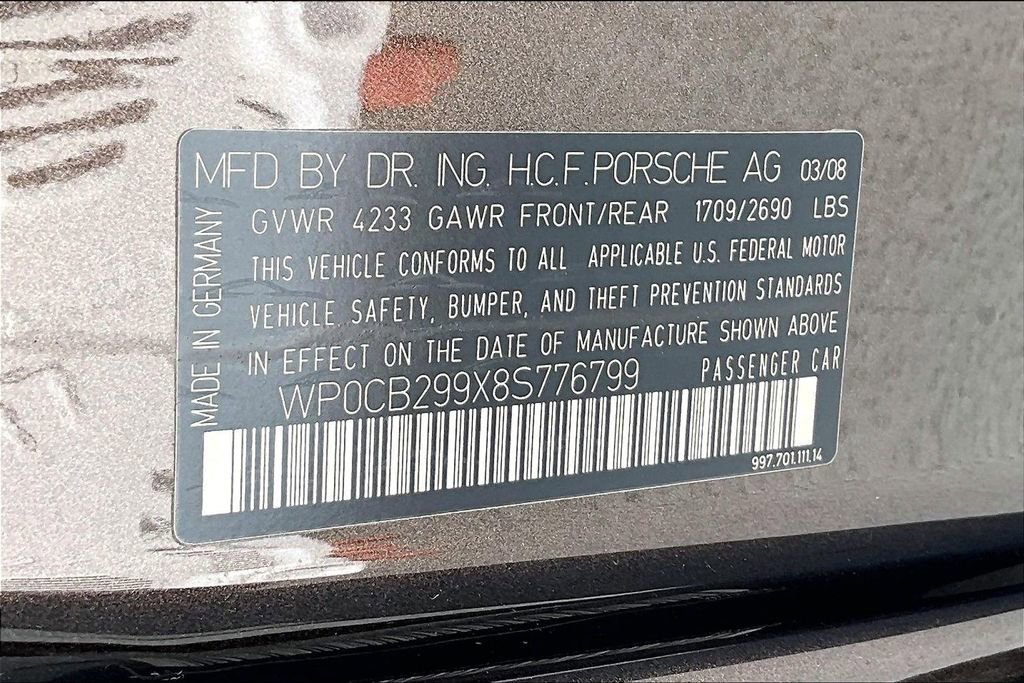 MFD BY DR. ING. H.C.F.PORSCHE AG 03/08
GVWR 4233 GAWR FRONT/REAR 1709/2690 LBS
THIS VEHICLE CONFORMS TO ALL APPLICABLE U.S. FEDERAL MOTOR
VEHICLE SAFETY, BUMPER, AND THEFT PREVENTION STANDARDS
IN EFFECT ON THE DATE OF MANUFACTURE SHOWN ABOVE
WP0CB299X8S776799 PASSENGER CAR
997.701.111.14
MADE IN GERMANY